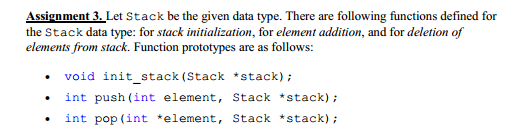 Assignment 3. Let Stack be the given data type. There are following functions defined for
the Stack data type: for stack initialization, for element addition, and for deletion of
elements from stack. Function prototypes are as follows:
• void init_stack(Stack *stack);
• int push(int element, Stack *stack);
• int pop(int *element, Stack *stack);